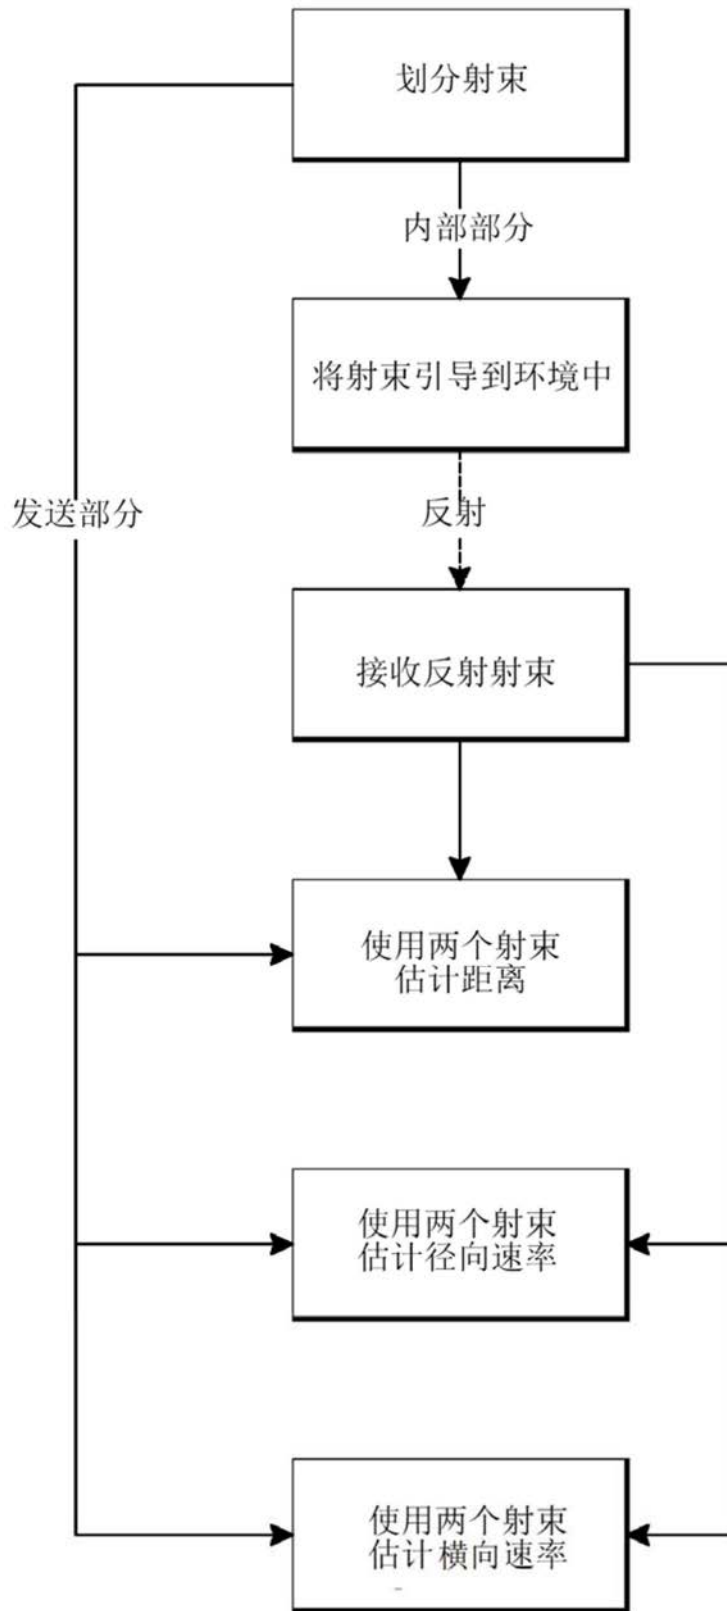 划分射束
内部部分
将射束引导到环境中
发送部分
反射
接收反射射束
使用两个射束
估计距离
使用两个射束
估计径向速率
使用两个射束
估计横向速率